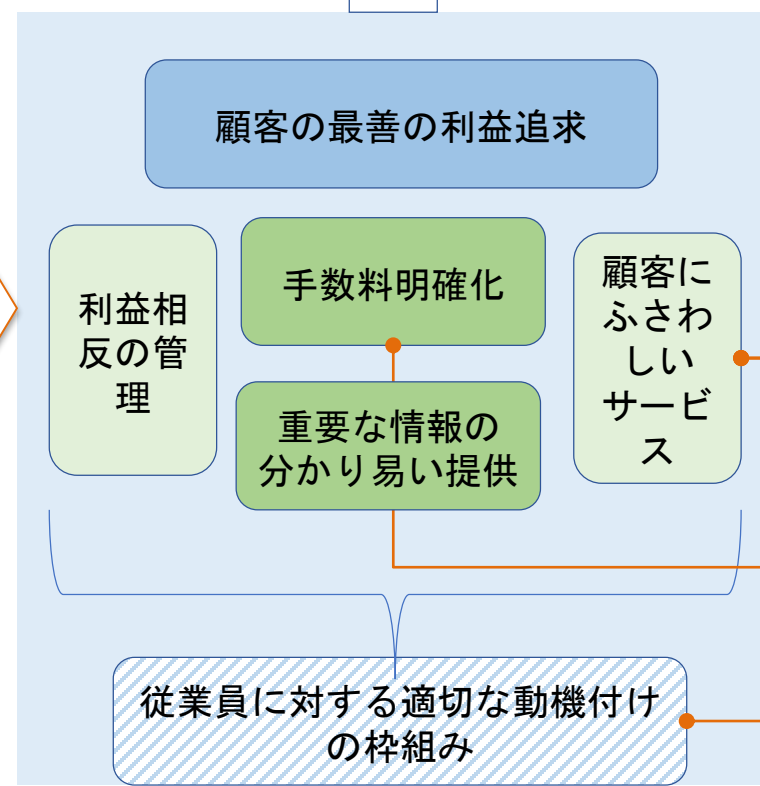 顧客の最善の利益追求
利益相
反の管
理
手数料明確化
重要な情報の
分かり易い提供
顧客に
ふさわ
しい
サービ
ス
従業員に対する適切な動機付け
の枠組み